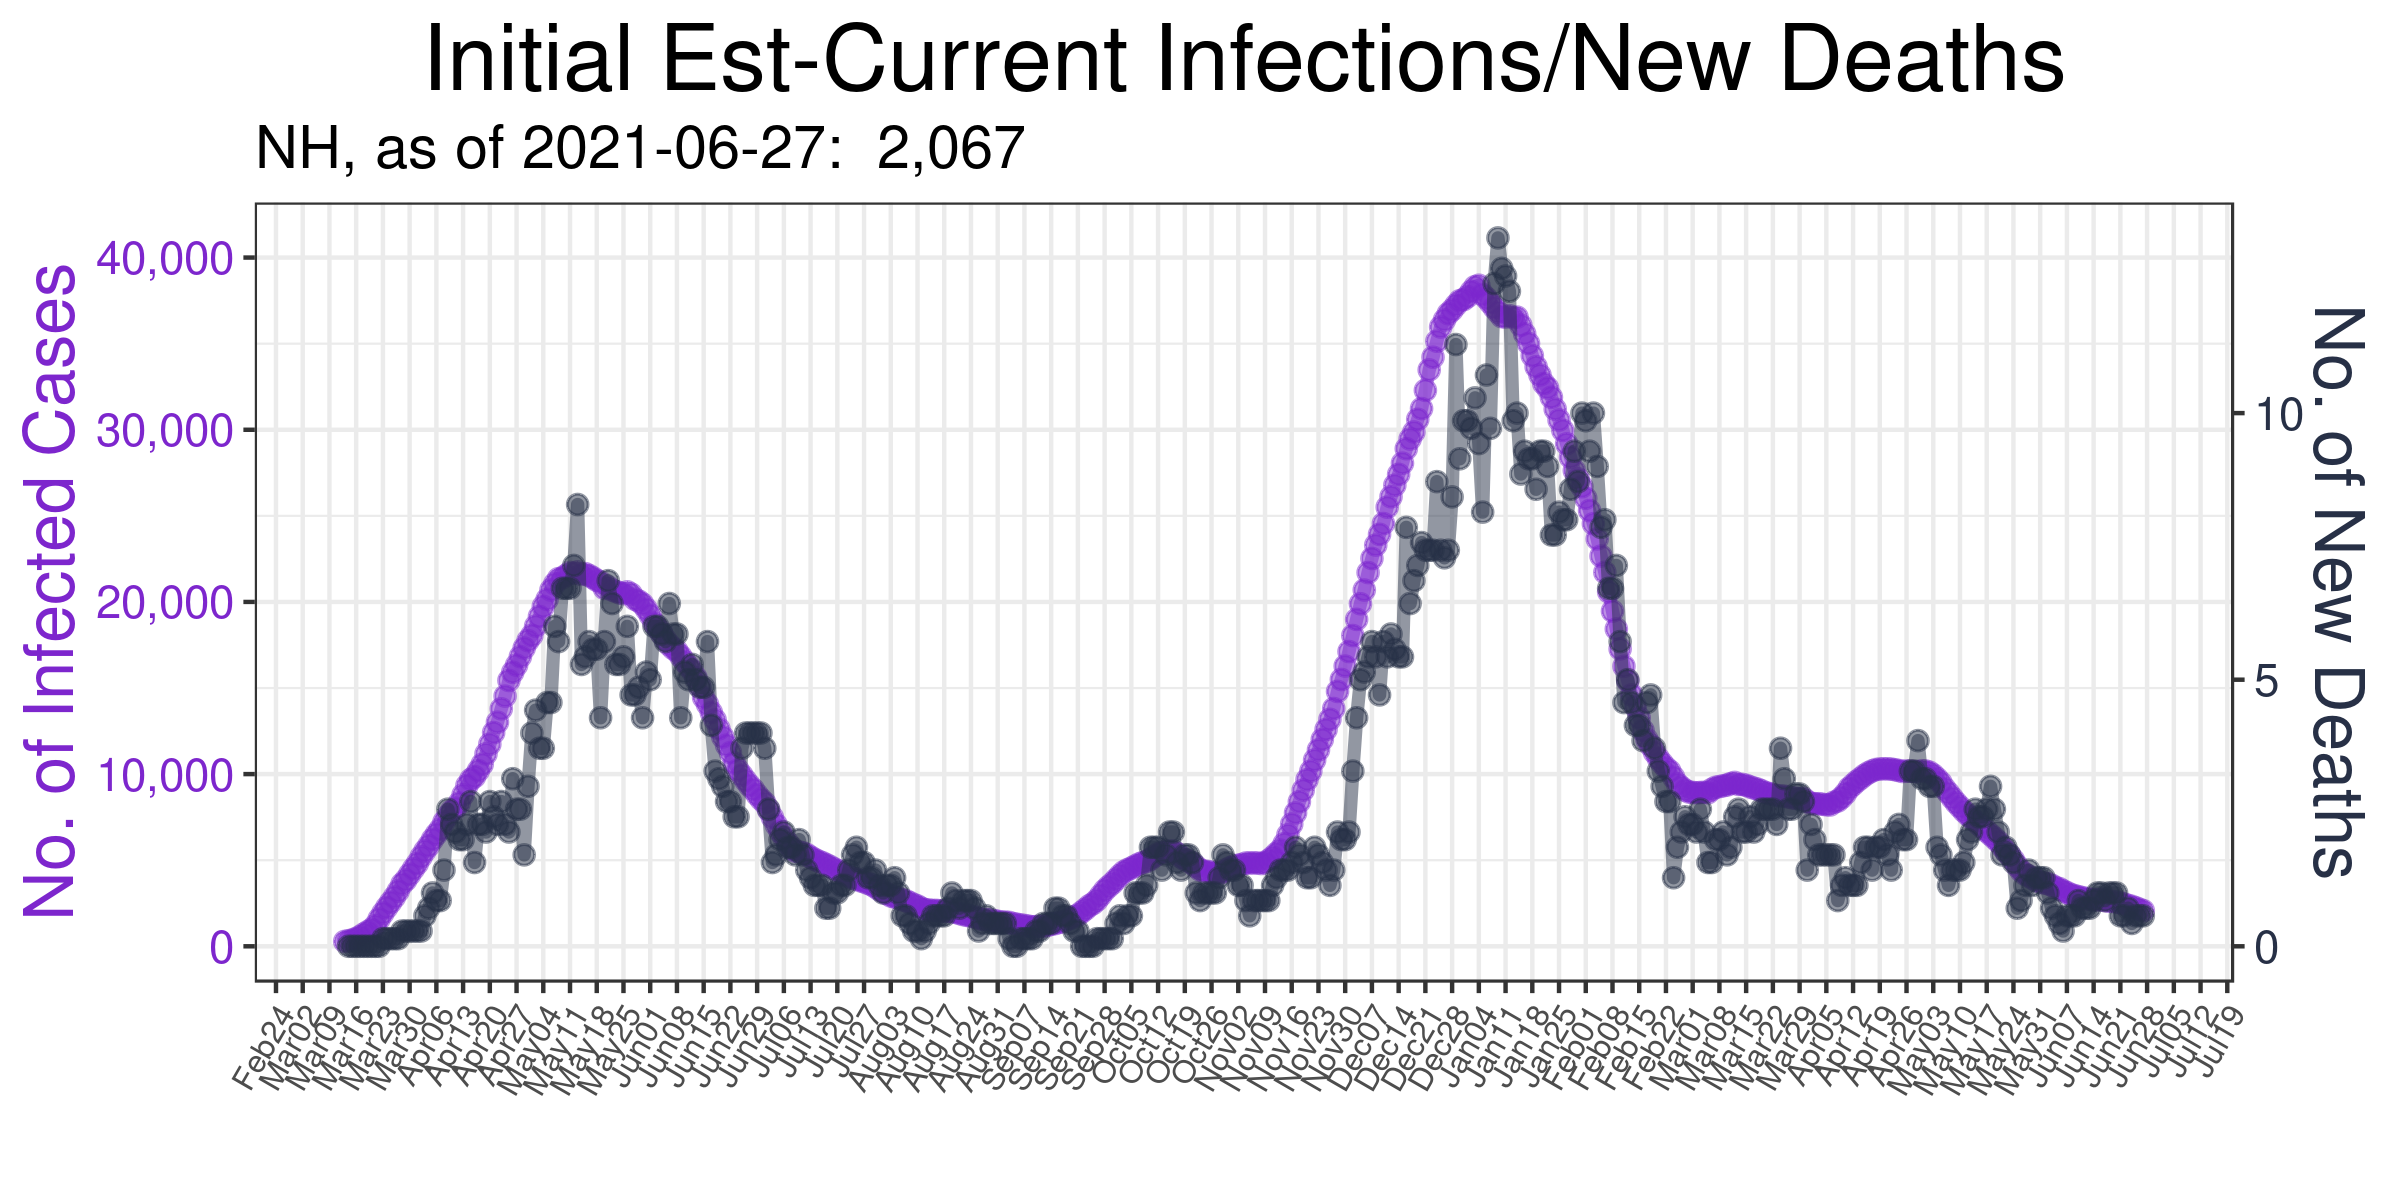 Initial Est-Current Infections/New Deaths
NH, as of 2021-06-27: 2,067
No. of Infected Cases
40,000
30,000
20,000
10,000
0
10
5
0
No. of New Deaths
Feb24
Mar02
Mar09
Mar16
Mar23
Mar30
Apr06
Apr13
Apr20
Apr27
May04
May11
May18
May25
Jun01
Jun08
Jun15
Jun22
Jun29
Jul06
Jul13
Jul20
Jul27
Aug03
Aug10
Aug17
Aug24
Aug31
Sep07
Sep14
Sep21
Sep28
Oct05
Oct12
Oct19
Oct26
Nov02
Nov09
Nov16
Nov23
Nov30
Dec07
Dec14
Dec21
Dec28
Jan04
Jan11
Jan18
Jan25
Feb01
Feb08
Feb15
Feb22
Mar01
Mar08
Mar15
Mar22
Mar29
Apr05
Apr12
Apr19
Apr26
May03
May10
May17
May24
May31
Jun07
Jun14
Jun21
Jun28
Jul05
Jul12
Jul19